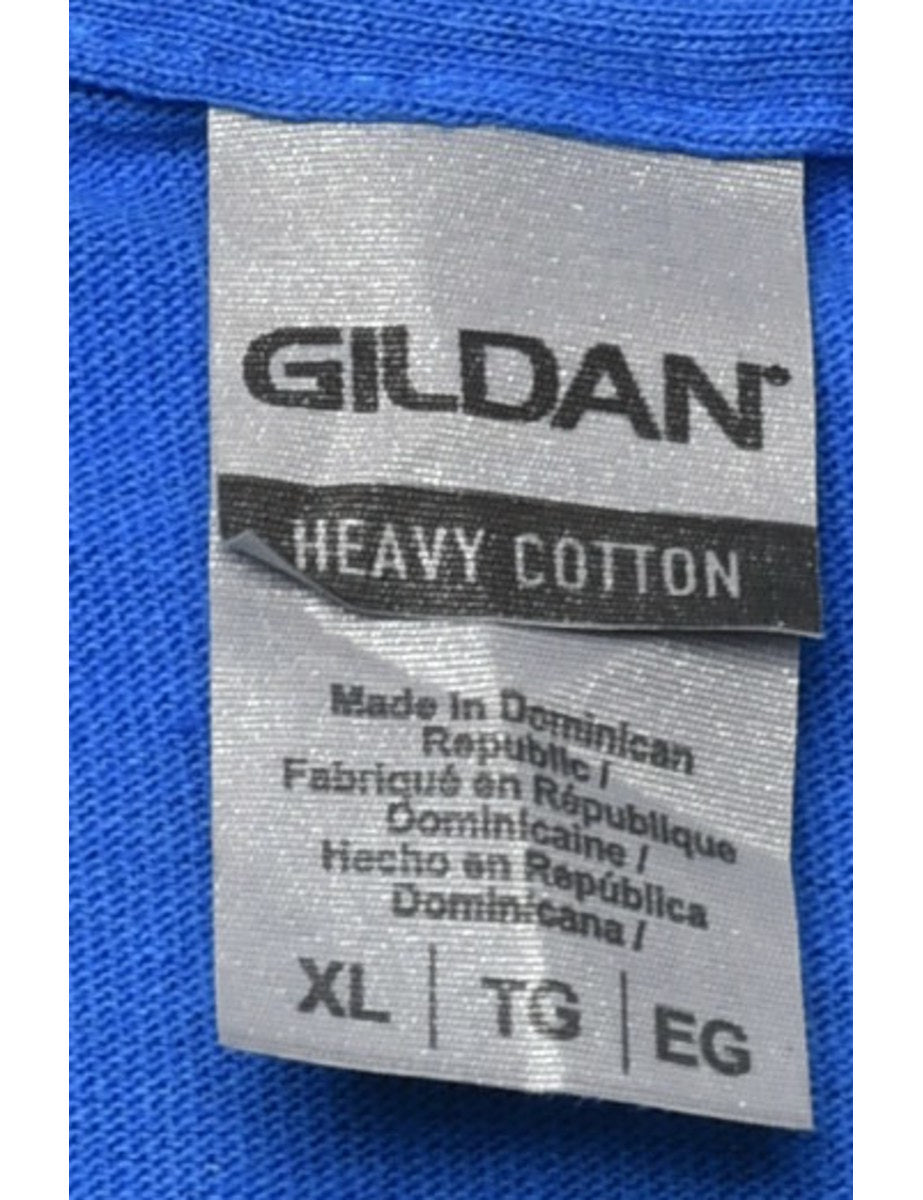 GILDAN®
HEAVY COTTON
Made in Dominican
Republic /
Fabriqué en République
Dominicaine /
Hecho en República
Dominicana /
XL | TG | EG